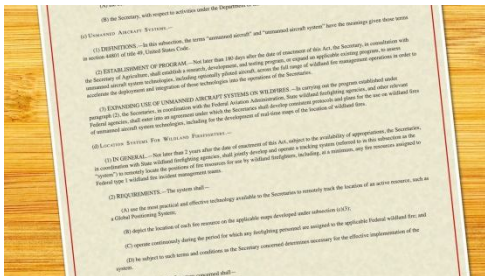 (B) the Secretary, with respect to activities under the Department of
(c) UNMANNED AIRCRAFT SYSTEMS.—
(1) DEFINITIONS.—In this subsection, the terms "unmanned aircraft" and "unmanned aircraft system" have the meanings given those terms
in section 44801 of title 49, United States Code.
(2) ESTABLISHMENT OF PROGRAM.—Not later than 180 days after the date of enactment of this Act, the Secretary, in consultation with
the Secretary of Agriculture, shall establish a research, development, and testing program, or expand an applicable existing program, to assess
unmanned aircraft system technologies, including optionally piloted aircraft, across the full range of wildland fire management operations in order to
accelerate the deployment and integration of those technologies into the operations of the Secretaries.
(3) EXPANDING USE OF UNMANNED AIRCRAFT SYSTEMS ON WILDFIRES.—In carrying out the program established under
paragraph (2), the Secretaries, in coordination with the Federal Aviation Administration, State wildland firefighting agencies, and other relevant
Federal agencies, shall enter into an agreement under which the Secretaries shall develop consistent protocols and plans for the use on wildland fires
of unmanned aircraft system technologies, including for the development of real-time maps of the location of wildland fires.
(d) LOCATION SYSTEMS FOR WILDLAND FIREFIGHTERS.—
(1) IN GENERAL.—Not later than 2 years after the date of enactment of this Act, subject to the availability of appropriations, the Secretaries,
in coordination with State wildland firefighting agencies, shall jointly develop and operate a tracking system (referred to in this subsection as the
"system") to remotely locate the positions of fire resources for use by wildland firefighters, including, at a minimum, any fire resources assigned to
Federal type 1 wildland fire incident management teams.
(2) REQUIREMENTS.—The system shall—
(A) use the most practical and effective technology available to the Secretaries to remotely track the location of an active resource, such as
a Global Positioning System;
(B) depict the location of each fire resource on the applicable maps developed under subsection (c)(3);
(C) operate continuously during the period for which any firefighting personnel are assigned to the applicable Federal wildland fire; and
(D) be subject to such terms and conditions as the Secretary concerned determines necessary for the effective implementation of the
system.
concerned shall—